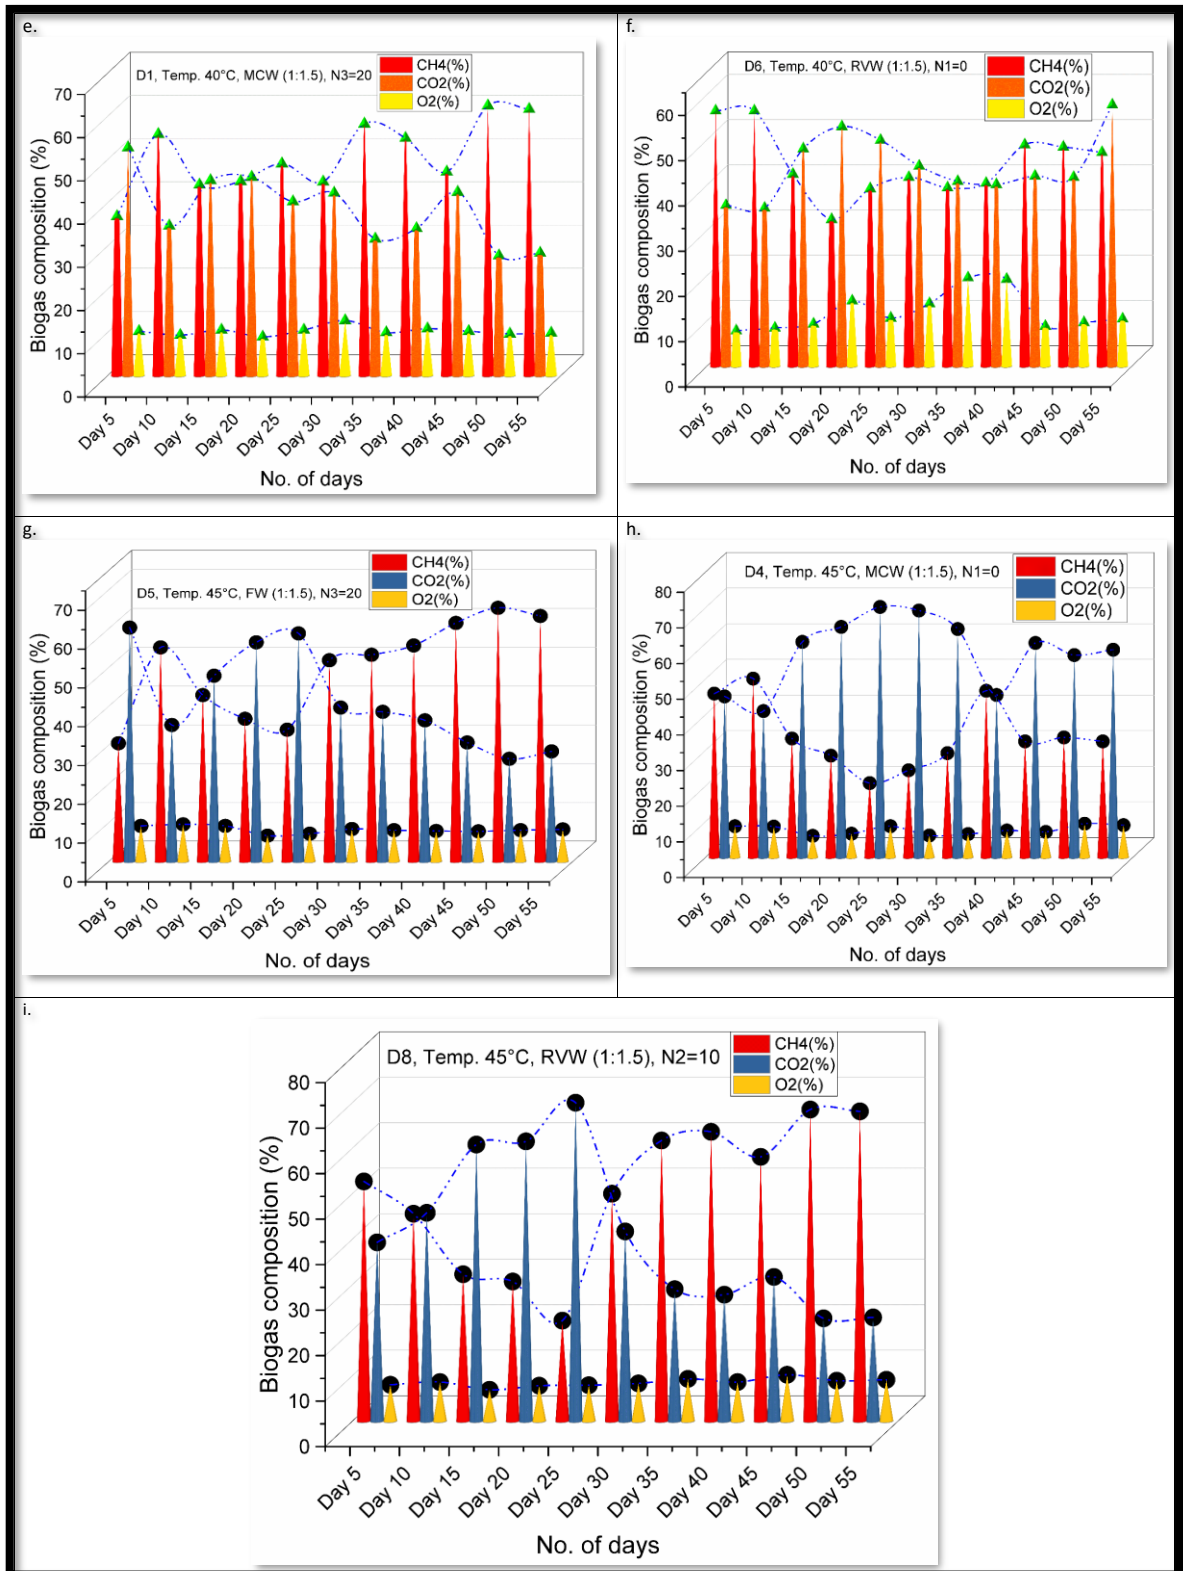 e.
D1, Temp. 40°C, MCW (1:1.5), N3=20
CH4(%)
CO2(%)
O2(%)
Biogas composition (%)
70
60
50
40
30
20
10
0
Day 5
Day 10
Day 15
Day 20
Day 25
Day 30
Day 35
Day 40
Day 45
Day 50
Day 55
No. of days
f.
D6, Temp. 40°C, RVW (1:1.5), N1=0
CH4(%)
CO2(%)
O2(%)
Biogas composition (%)
60
50
40
30
20
10
0
Day 5
Day 10
Day 15
Day 20
Day 25
Day 30
Day 35
Day 40
Day 45
Day 50
Day 55
No. of days
g.
D5, Temp. 45°C, FW (1:1.5), N3=20
CH4(%)
CO2(%)
O2(%)
Biogas composition (%)
70
60
50
40
30
20
10
0
Day 5
Day 10
Day 15
Day 20
Day 25
Day 30
Day 35
Day 40
Day 45
Day 50
Day 55
No. of days
h.
D4, Temp. 45°C, MCW (1:1.5), N1=0
CH4(%)
CO2(%)
O2(%)
Biogas composition (%)
80
70
60
50
40
30
20
10
0
Day 5
Day 10
Day 15
Day 20
Day 25
Day 30
Day 35
Day 40
Day 45
Day 50
Day 55
No. of days
i.
D8, Temp. 45°C, RVW (1:1.5), N2=10
CH4(%)
CO2(%)
O2(%)
Biogas composition (%)
80
70
60
50
40
30
20
10
0
Day 5
Day 10
Day 15
Day 20
Day 25
Day 30
Day 35
Day 40
Day 45
Day 50
Day 55
No. of days